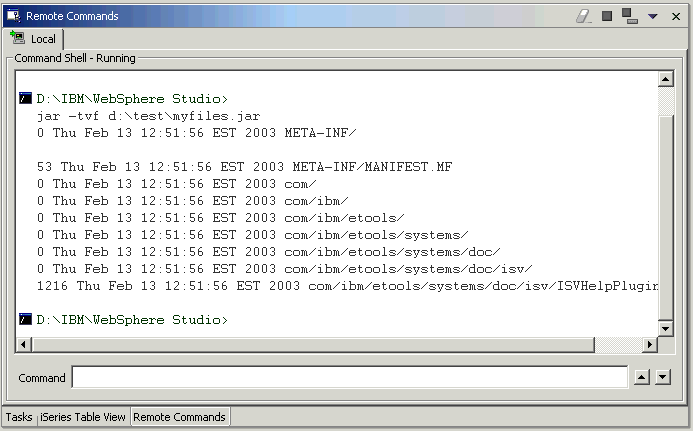 Remote Commands
Local
Command Shell - Running
D:\IBM\WebSphere Studio>
jar -tvf d:\test\myfiles.jar
0 Thu Feb 13 12:51:56 EST 2003 META-INF/
53 Thu Feb 13 12:51:56 EST 2003 META-INF/MANIFEST.MF
0 Thu Feb 13 12:51:56 EST 2003 com/
0 Thu Feb 13 12:51:56 EST 2003 com/ibm/
0 Thu Feb 13 12:51:56 EST 2003 com/ibm/etools/
0 Thu Feb 13 12:51:56 EST 2003 com/ibm/etools/systems/
0 Thu Feb 13 12:51:56 EST 2003 com/ibm/etools/systems/doc/
0 Thu Feb 13 12:51:56 EST 2003 com/ibm/etools/systems/doc/isv/
1216 Thu Feb 13 12:51:56 EST 2003 com/ibm/etools/systems/doc/isv/ISVHelpPlugin
D:\IBM\WebSphere Studio>
Command
Tasks iSeries Table View Remote Commands